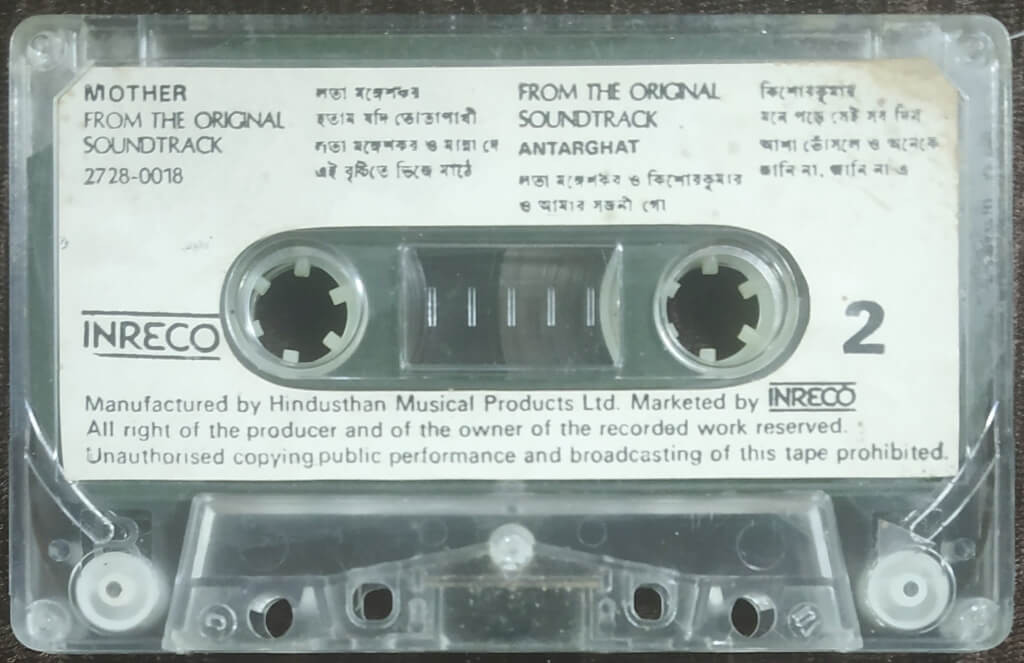 MOTHER
FROM THE ORIGINAL
SOUNDTRACK
2728-0018
লতা মঙ্গেশকর
হতাম যদি তোতাপাখী
লতা মঙ্গেশকর ও মান্না দে
এই বৃষ্টিতে ভিজে মাঠে
FROM THE ORIGINAL
SOUNDTRACK
ANTARGHAT
লতা মঙ্গেশকর ও কিশোরকুমার
ও আমার সজনী গো
কিশোরকুমার
মনে পড়ে সেই সব দিন
আশা ভোঁসলে ও অনেকে
জানি না, জানি না এ
INRECO
2
Manufactured by Hindusthan Musical Products Ltd. Marketed by INRECO
All right of the producer and of the owner of the recorded work reserved.
Unauthorised copying public performance and broadcasting of this tape prohibited.